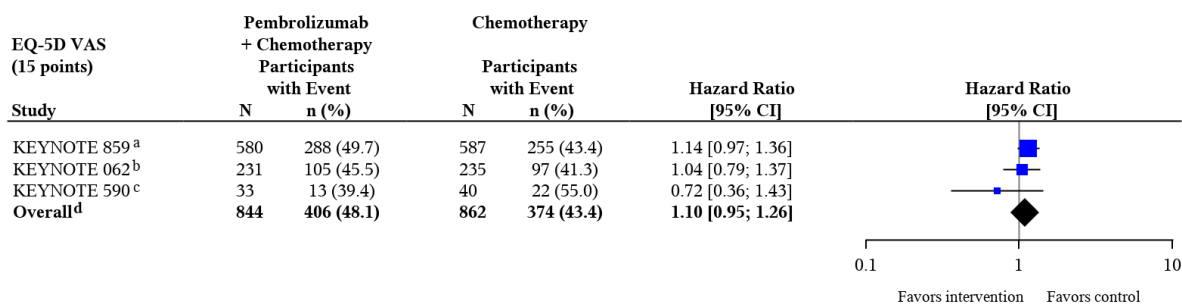 Pembrolizumab Chemotherapy
EQ-5D VAS + Chemotherapy
(15 points) Participants Participants
with Event with Event Hazard Ratio Hazard Ratio
Study N n (%) N n (%) [95% CI] [95% CI]
KEYNOTE 859 a 580 288 (49.7) 587 255 (43.4) 1.14 [0.97; 1.36]
KEYNOTE 062 b 231 105 (45.5) 235 97 (41.3) 1.04 [0.79; 1.37]
KEYNOTE 590 c 33 13 (39.4) 40 22 (55.0) 0.72 [0.36; 1.43]
Overall d 844 406 (48.1) 862 374 (43.4) 1.10 [0.95; 1.26]
0.1 1 10
Favors intervention Favors control